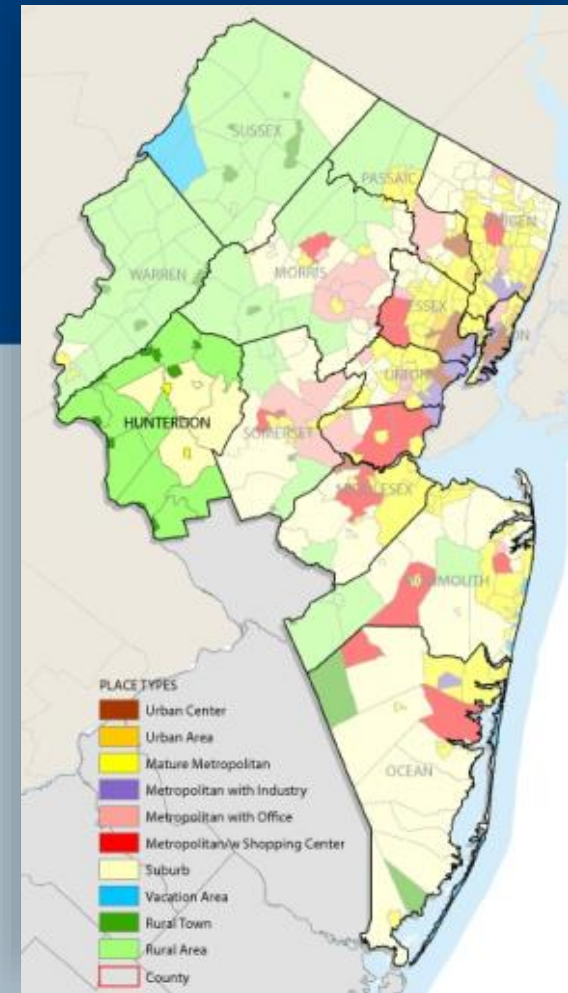 SUSSEX
PASSAIC
BERGEN
WARREN
MORRIS
ESSEX
UNION
HUNTERDON
SOMERSET
MIDDLESEX
MONMOUTH
OCEAN
PLACE TYPES
Urban Center
Urban Area
Mature Metropolitan
Metropolitan with Industry
Metropolitan with Office
Metropolitan/w Shopping Center
Suburb
Vacation Area
Rural Town
Rural Area
County